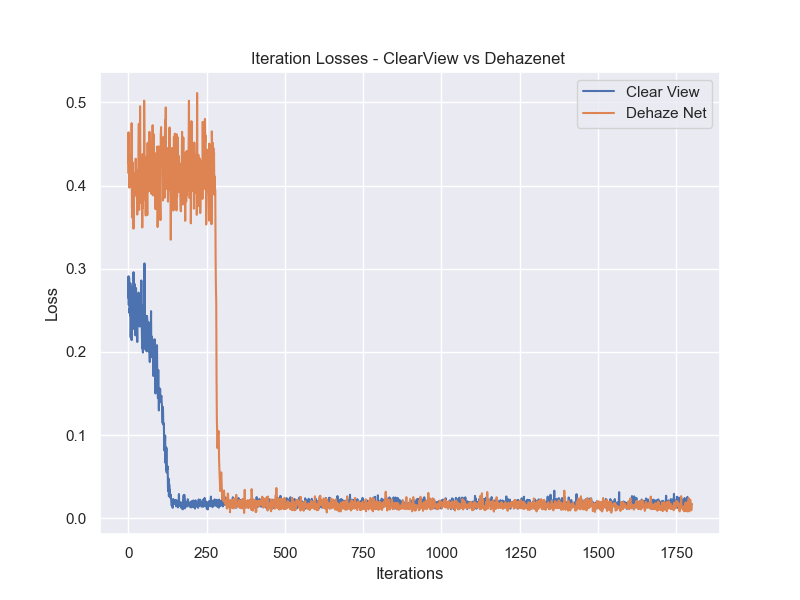 Iteration Losses - ClearView vs Dehazenet
Clear View
Dehaze Net
0.5
0.4
0.3
0.2
0.1
0.0
Loss
0 250 500 750 1000 1250 1500 1750
Iterations